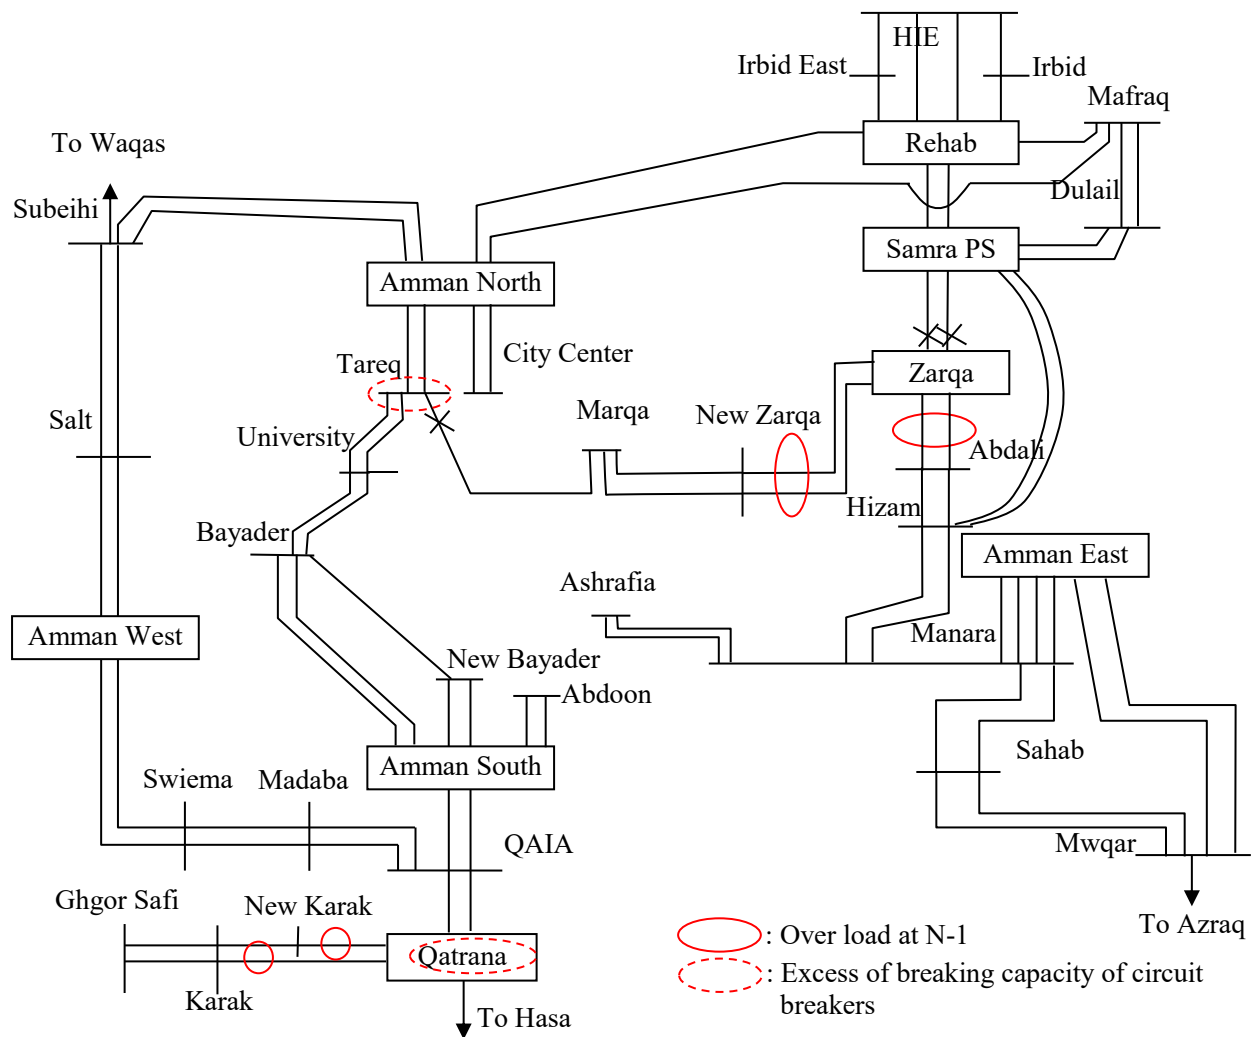 HIE
Irbid East
Irbid
Mafraq
To Waqas
Rehab
Dulail
Subeihi
Samra PS
Amman North
City Center
Tareq
Zarqa
Marqa
New Zarqa
Salt
University
Abdali
Hizam
Bayader
Amman East
Ashrafia
Amman West
Manara
New Bayader
Abdoon
Sahab
Amman South
Swiema
Madaba
QAIA
Mwqar
Ghgor Safi
New Karak
To Azraq
: Over load at N-1
Qatrana
: Excess of breaking capacity of circuit
breakers
Karak
To Hasa